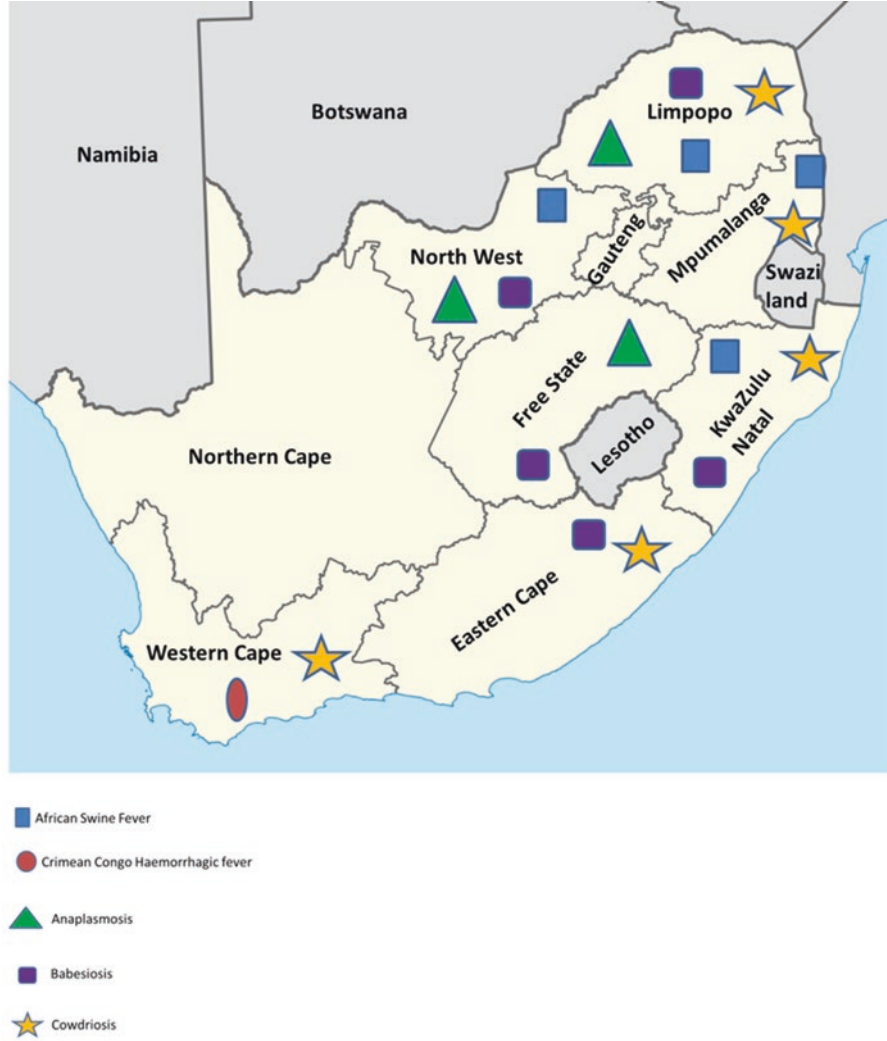 Botswana
Limpopo
Namibia
North West
Gauteng
Mpumalanga
Swazi
land
Free State
KwaZulu
Natal
Lesotho
Northern Cape
Eastern Cape
Western Cape
African Swine Fever
Crimean Congo Haemorrhagic fever
Anaplasmosis
Babesiosis
Cowdriosis